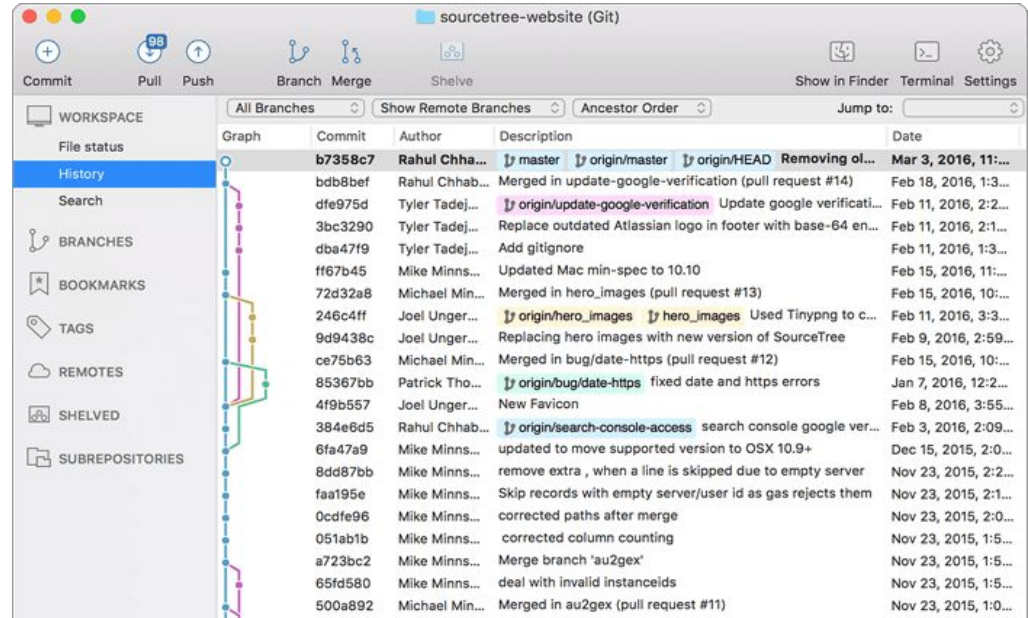 sourcetree-website (Git)
98
Commit Pull Push Branch Merge Shelve Show in Finder Terminal Settings
All Branches Show Remote Branches Ancestor Order Jump to:
WORKSPACE
File status
History
Search
BRANCHES
BOOKMARKS
TAGS
REMOTES
SHELVED
SUBREPOSITORIES
Graph Commit Author Description Date
b7358c7 Rahul Chha... master origin/master origin/HEAD Removing ol... Mar 3, 2016, 11:...
bdb8bef Rahul Chhab... Merged in update-google-verification (pull request #14) Feb 18, 2016, 1:3...
dfe975d Tyler Tadej... origin/update-google-verification Update google verificati... Feb 11, 2016, 2:2...
3bc3290 Tyler Tadej... Replace outdated Atlassian logo in footer with base-64 en... Feb 11, 2016, 2:1...
dba47f9 Tyler Tadej... Add gitignore Feb 11, 2016, 1:3...
ff67b45 Mike Minns... Updated Mac min-spec to 10.10 Feb 15, 2016, 11:...
72d32a8 Michael Min... Merged in hero_images (pull request #13) Feb 15, 2016, 10:...
246c4ff Joel Unger... origin/hero_images hero_images Used Tinypng to c... Feb 11, 2016, 3:3...
9d9438c Joel Unger... Replacing hero images with new version of SourceTree Feb 9, 2016, 2:59...
ce75b63 Michael Min... Merged in bug/date-https (pull request #12) Feb 15, 2016, 10:...
85367bb Patrick Tho... origin/bug/date-https fixed date and https errors Jan 7, 2016, 12:2...
4f9b557 Joel Unger... New Favicon Feb 8, 2016, 3:55...
384e6d5 Rahul Chhab... origin/search-console-access search console google ver... Feb 3, 2016, 2:09...
6fa47a9 Mike Minns... updated to move supported version to OSX 10.9+ Dec 15, 2015, 2:0...
8dd87bb Mike Minns... remove extra , when a line is skipped due to empty server Nov 23, 2015, 2:2...
faa195e Mike Minns... Skip records with empty server/user id as gas rejects them Nov 23, 2015, 2:1...
0cdfe96 Mike Minns... corrected paths after merge Nov 23, 2015, 2:0...
051ab1b Mike Minns... corrected column counting Nov 23, 2015, 1:5...
a723bc2 Mike Minns... Merge branch 'au2gex' Nov 23, 2015, 1:5...
65fd580 Mike Minns... deal with invalid instanceids Nov 23, 2015, 1:5...
500a892 Michael Min... Merged in au2gex (pull request #11) Nov 23, 2015, 1:0...